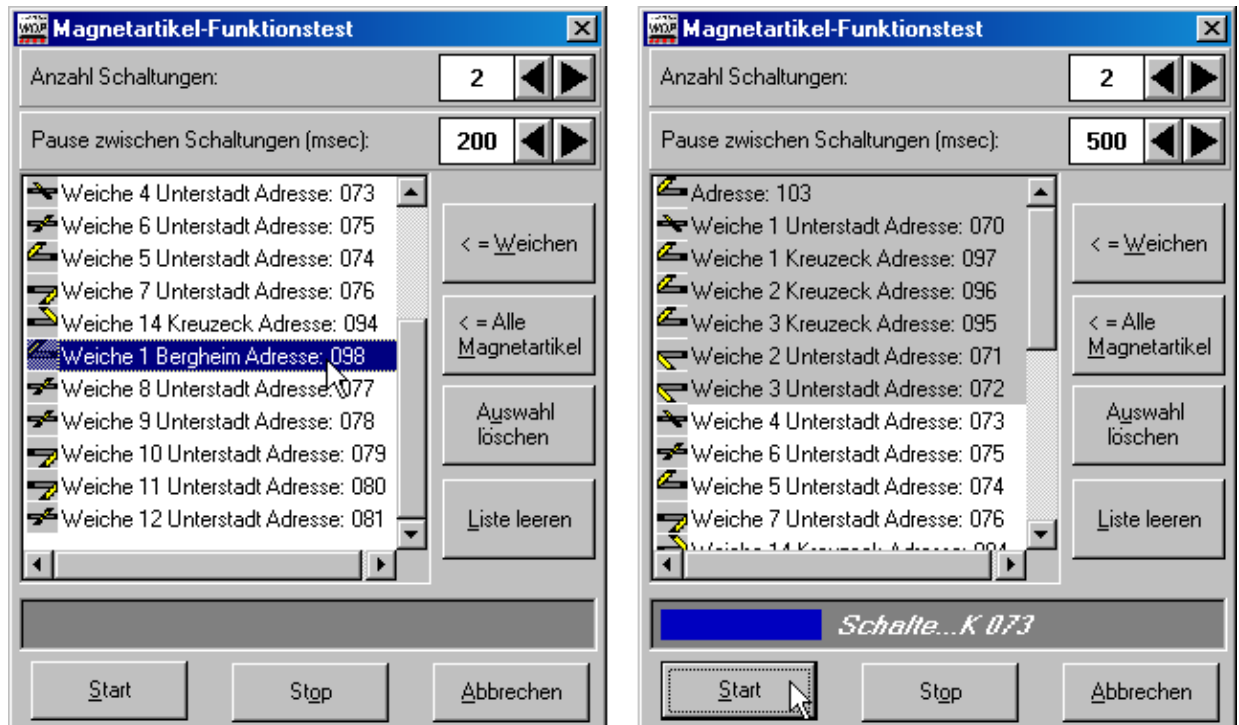 Magnetartikel-Funktionstest
Anzahl Schaltungen: 2
Pause zwischen Schaltungen (msec): 200
Weiche 4 Unterstadt Adresse: 073
Weiche 6 Unterstadt Adresse: 075
Weiche 5 Unterstadt Adresse: 074
Weiche 7 Unterstadt Adresse: 076
Weiche 14 Kreuzeck Adresse: 094
Weiche 1 Bergheim Adresse: 098
Weiche 8 Unterstadt Adresse: 077
Weiche 9 Unterstadt Adresse: 078
Weiche 10 Unterstadt Adresse: 079
Weiche 11 Unterstadt Adresse: 080
Weiche 12 Unterstadt Adresse: 081
< = Weichen
< = Alle
Magnetartikel
Auswahl
löschen
Liste leeren
Start
Stop
Abbrechen
Magnetartikel-Funktionstest
Anzahl Schaltungen: 2
Pause zwischen Schaltungen (msec): 500
Adresse: 103
Weiche 1 Unterstadt Adresse: 070
Weiche 1 Kreuzeck Adresse: 097
Weiche 2 Kreuzeck Adresse: 096
Weiche 3 Kreuzeck Adresse: 095
Weiche 2 Unterstadt Adresse: 071
Weiche 3 Unterstadt Adresse: 072
Weiche 4 Unterstadt Adresse: 073
Weiche 6 Unterstadt Adresse: 075
Weiche 5 Unterstadt Adresse: 074
Weiche 7 Unterstadt Adresse: 076
Weiche 14 Kreuzeck Adresse: 094
< = Weichen
< = Alle
Magnetartikel
Auswahl
löschen
Liste leeren
Schalte...K 073
Start
Stop
Abbrechen